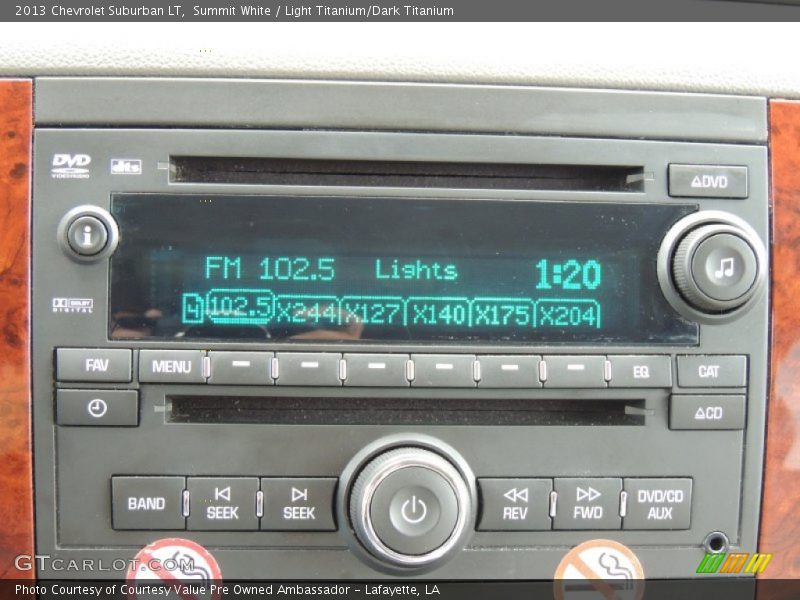 2013 Chevrolet Suburban LT, Summit White / Light Titanium/Dark Titanium
DVD dts
DVD
i
FM 102.5 Lights 1:20
DOLBY
DIGITAL
4 102.5 X244 X127 X140 X175 X204
FAV MENU EQ CAT
CD
BAND SEEK SEEK REV FWD DVD/CD
AUX
GTCARLOT.COM
Photo Courtesy of Courtesy Value Pre Owned Ambassador - Lafayette, LA